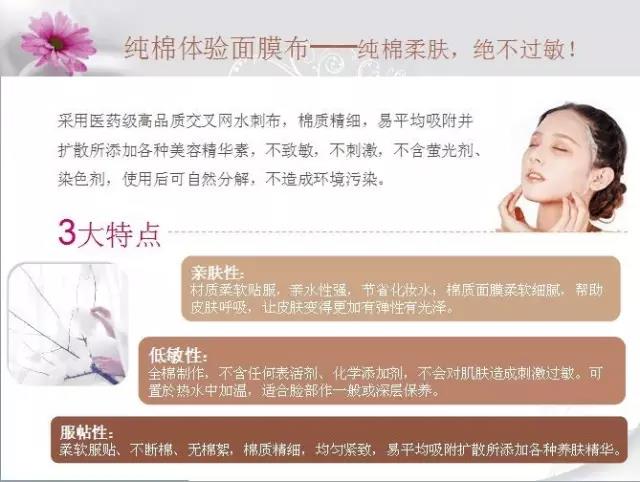 纯棉体验面膜布——纯棉柔肤，绝不过敏！
采用医药级高品质交叉网水刺布，棉质精细，易平均吸附并
扩散所添加各种美容精华素，不致敏，不刺激，不含萤光剂、
染色剂，使用后可自然分解，不造成环境污染。
3大特点
亲肤性：
材质柔软贴服，亲水性强，节省化妆水；棉质面膜柔软细腻，帮助
皮肤呼吸，让皮肤变得更加有弹性有光泽。
低敏性：
全棉制作，不含任何表活剂、化学添加剂，不会对肌肤造成刺激过敏。可
置於热水中加温，适合脸部作一般或深层保养。
服帖性：
柔软服贴、不断棉、无棉絮，棉质精细，均匀紧致，易平均吸附扩散所添加各种养肤精华。